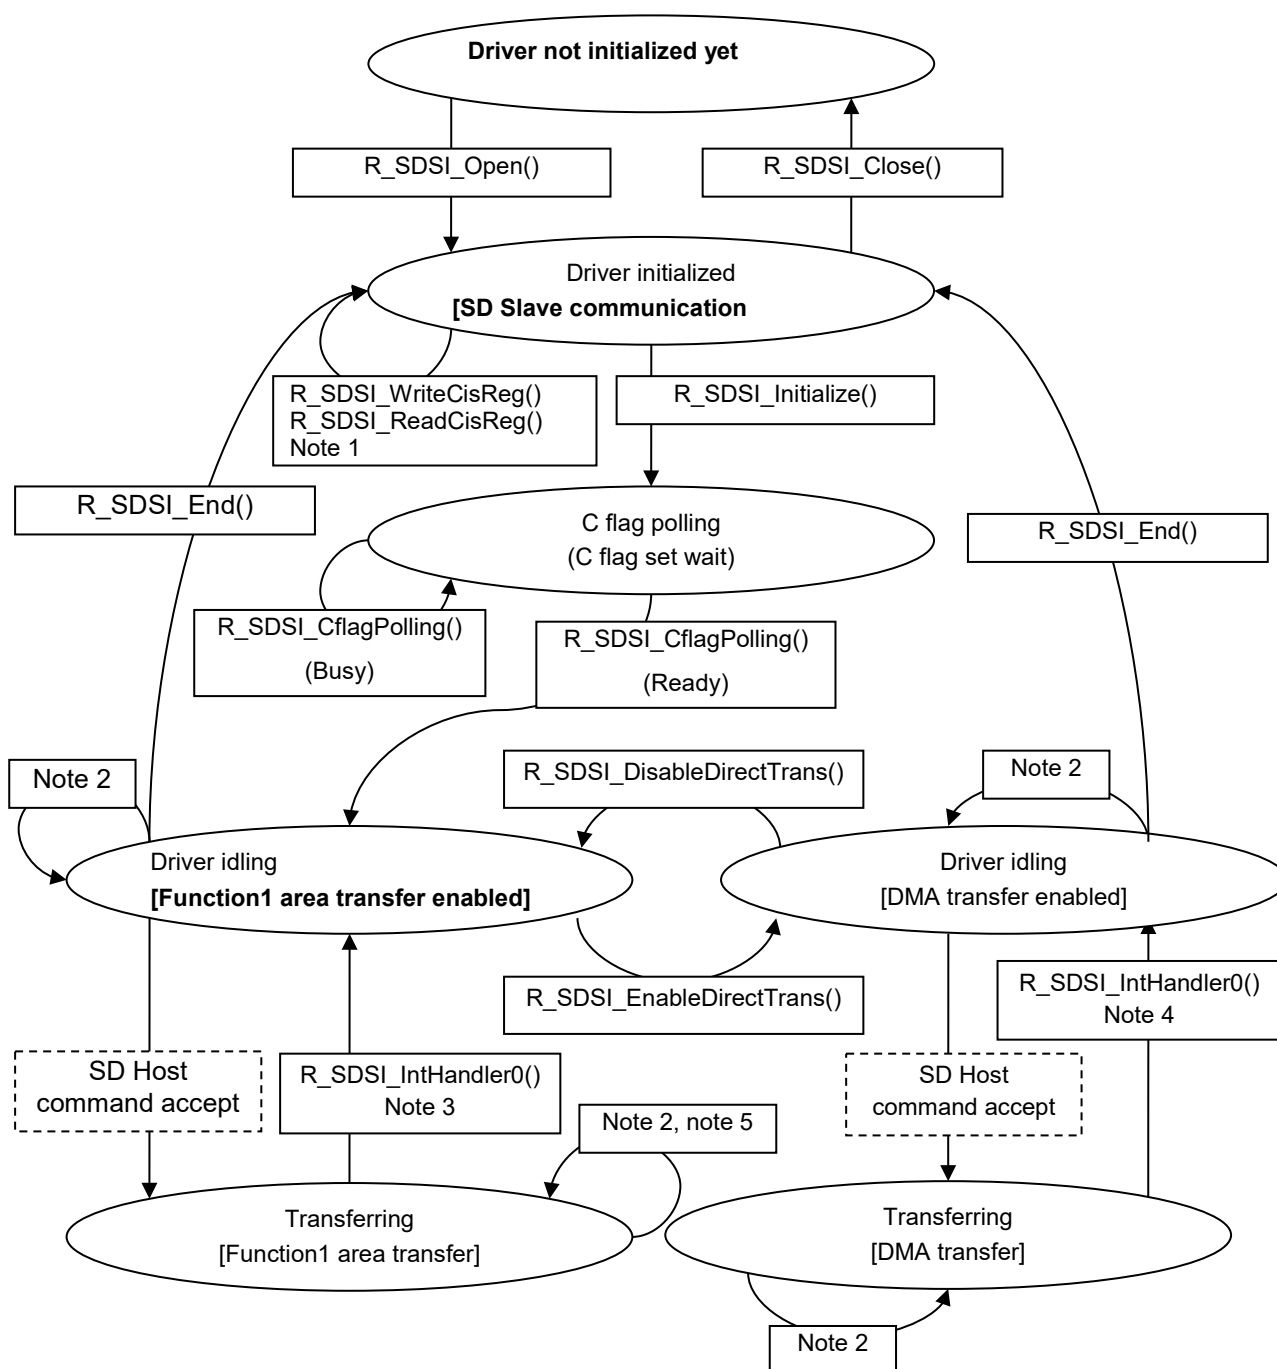 Driver not initialized yet
R_SDSI_Open()
R_SDSI_Close()
Driver initialized
[SD Slave communication
R_SDSI_WriteCisReg()
R_SDSI_ReadCisReg()
Note 1
R_SDSI_Initialize()
R_SDSI_End()
C flag polling
(C flag set wait)
R_SDSI_End()
R_SDSI_CflagPolling()
(Busy)
R_SDSI_CflagPolling()
(Ready)
Note 2
R_SDSI_DisableDirectTrans()
Note 2
Driver idling
[Function1 area transfer enabled]
Driver idling
[DMA transfer enabled]
R_SDSI_EnableDirectTrans()
R_SDSI_IntHandler0()
Note 4
SD Host
command accept
R_SDSI_IntHandler0()
Note 3
SD Host
command accept
Note 2, note 5
Transferring
[Function1 area transfer]
Transferring
[DMA transfer]
Note 2